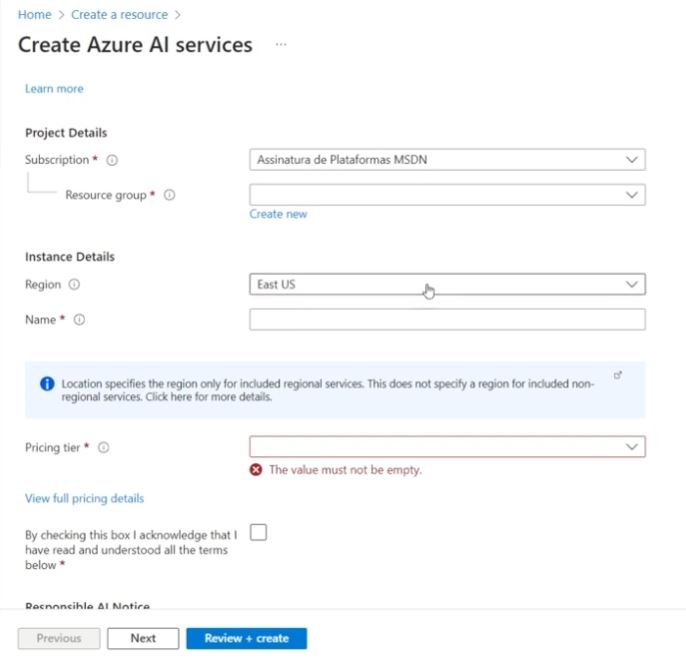 Home > Create a resource >
Create Azure AI services ...
Learn more
Project Details
Subscription * Assinatura de Plataformas MSDN
Resource group *
Create new
Instance Details
Region East US
Name *
Location specifies the region only for included regional services. This does not specify a region for included non-
regional services. Click here for more details.
Pricing tier *
The value must not be empty.
View full pricing details
By checking this box I acknowledge that I
have read and understood all the terms
below *
Responsible AI Notice
Previous Next Review + create